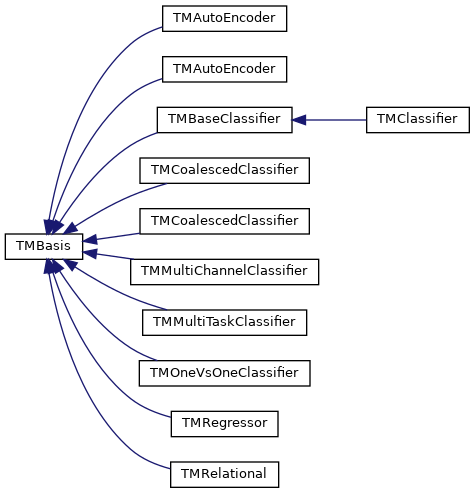 TMAutoEncoder
TMAutoEncoder
TMBaseClassifier
TMClassifier
TMCoalescedClassifier
TMCoalescedClassifier
TMBasis
TMMultiChannelClassifier
TMMultiTaskClassifier
TMOneVsOneClassifier
TMRegressor
TMRelational